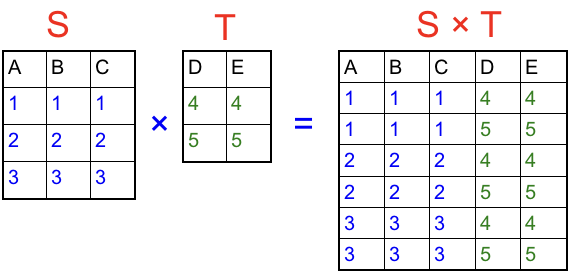 S T S × T
A B C
1 1 1
2 2 2
3 3 3
×
D E
4 4
5 5
=
A B C D E
1 1 1 4 4
1 1 1 5 5
2 2 2 4 4
2 2 2 5 5
3 3 3 4 4
3 3 3 5 5